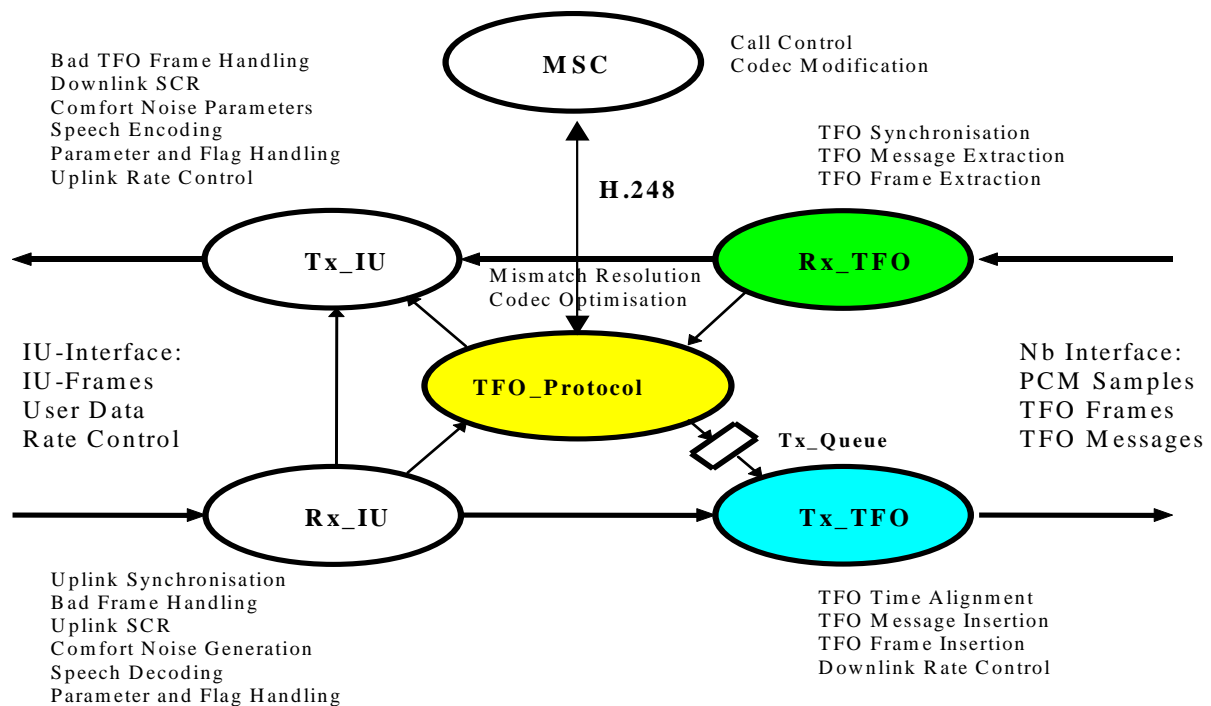 Bad TFO Frame Handling
Downlink SCR
Comfort Noise Parameters
Speech Encoding
Parameter and Flag Handling
Uplink Rate Control
MSC
Call Control
Codec Modification
TFO Synchronisation
TFO Message Extraction
TFO Frame Extraction
H.248
Tx_IU
Rx_TFO
Mismatch Resolution
Codec Optimisation
IU-Interface:
IU-Frames
User Data
Rate Control
TFO_Protocol
Nb Interface:
PCM Samples
TFO Frames
TFO Messages
Tx_Queue
Rx_IU
Tx_TFO
Uplink Synchronisation
Bad Frame Handling
Uplink SCR
Comfort Noise Generation
Speech Decoding
Parameter and Flag Handling
TFO Time Alignment
TFO Message Insertion
TFO Frame Insertion
Downlink Rate Control